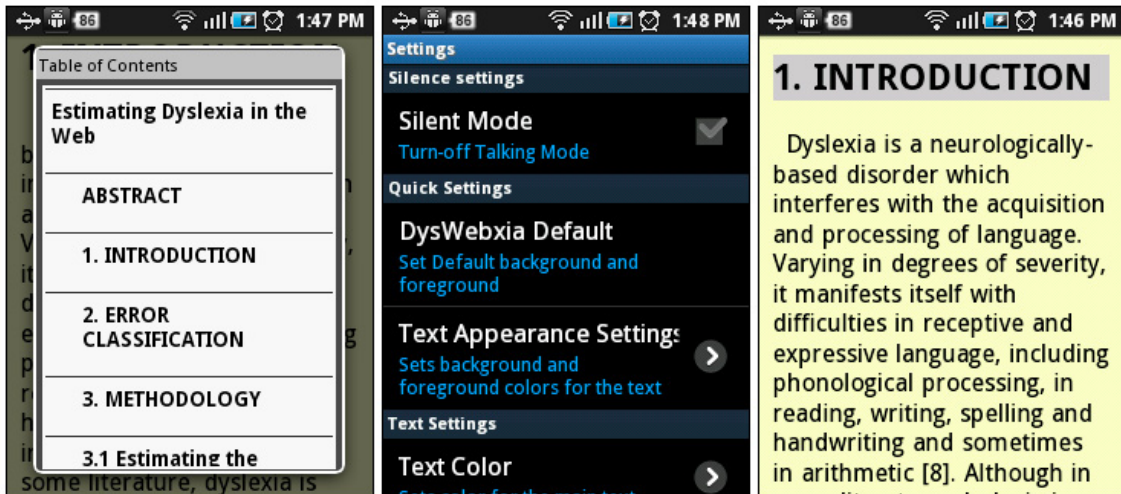 86
1:47 PM
Table of Contents
Estimating Dyslexia in the
Web
ABSTRACT
1. INTRODUCTION
2. ERROR
CLASSIFICATION
3. METHODOLOGY
3.1 Estimating the
some literature, dyslexia is
86
1:48 PM
Settings
Silence settings
Silent Mode
Turn-off Talking Mode
Quick Settings
DysWebxia Default
Set Default background and
foreground
Text Appearance Settings
Sets background and
foreground colors for the text
Text Settings
Text Color
86
1:46 PM
1. INTRODUCTION
Dyslexia is a neurologically-
based disorder which
interferes with the acquisition
and processing of language.
Varying in degrees of severity,
it manifests itself with
difficulties in receptive and
expressive language, including
phonological processing, in
reading, writing, spelling and
handwriting and sometimes
in arithmetic [8]. Although in